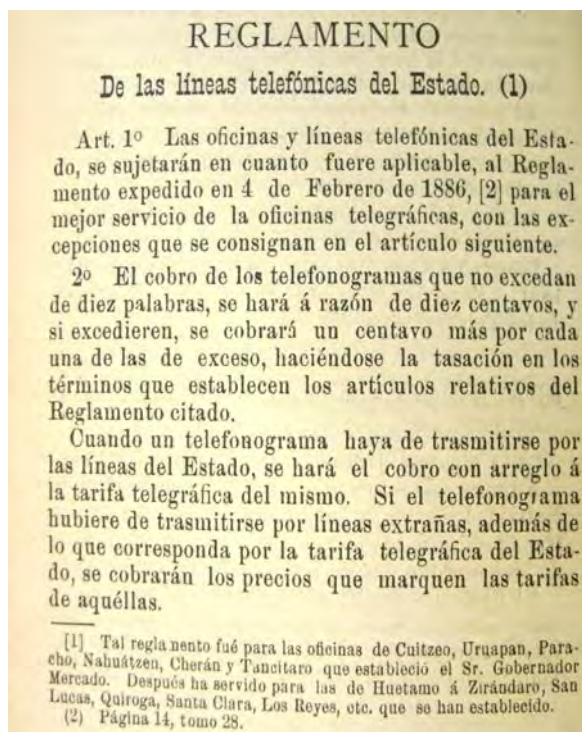 REGLAMENTO
De las líneas telefónicas del Estado. (1)
Art. 1º Las oficinas y líneas telefónicas del Esta-
do, se sujetarán en cuanto fuere aplicable, al Regla-
mento expedido en 4 de Febrero de 1886, [2] para el
mejor servicio de la oficinas telegráficas, con las ex-
cepciones que se consignan en el artículo siguiente.
2º El cobro de los telefonogramas que no excedan
de diez palabras, se hará á razón de diez centavos, y
si excedieren, se cobrará un centavo más por cada
una de las de exceso, haciéndose la tasación en los
términos que establecen los artículos relativos del
Reglamento citado.
Cuando un telefonograma haya de trasmitirse por
las líneas del Estado, se hará el cobro con arreglo á
la tarifa telegráfica del mismo. Si el telefonograma
hubiere de trasmitirse por líneas extrañas, además de
lo que corresponda por la tarifa telegráfica del Esta-
do, se cobrarán los precios que marquen las tarifas
de aquéllas.
[1] Tal reglamento fué para las oficinas de Cuitzeo, Uruapan, Para-
cho, Nahuátzen, Cherán y Tancítaro que estableció el Sr. Gobernador
Mercado. Después ha servido para las de Huetamo á Zirándaro, San
Lucas, Quiroga, Santa Clara, Los Reyes, etc. que se han establecido.
(2) Página 14, tomo 28.